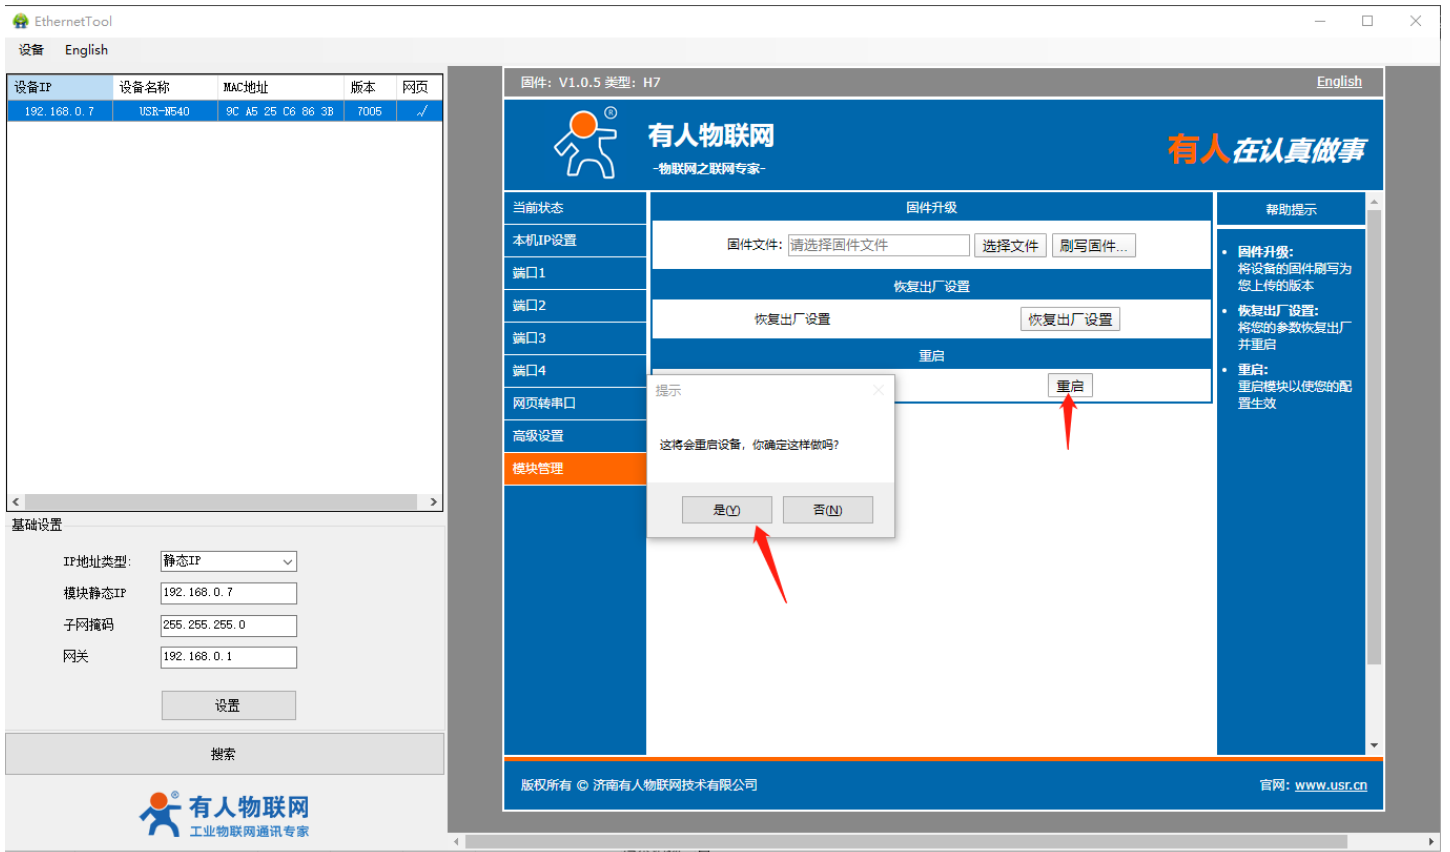 EthernetTool
设备 English
设备IP 设备名称 MAC地址 版本 网页
192.168.0.7 USR-N540 9C A5 25 C6 86 3B 7005 √
固件: V1.0.5 类型: H7 English
®
有人物联网
-物联网之联网专家-
有人在认真做事
当前状态
本机IP设置
端口1
端口2
端口3
端口4
网页转串口
高级设置
模块管理
固件升级
固件文件: 请选择固件文件 选择文件 刷写固件...
恢复出厂设置
恢复出厂设置 恢复出厂设置
重启
重启
提示
这将会重启设备，你确定这样做吗?
是(Y) 否(N)
帮助提示
• 固件升级:
将设备的固件刷写为
您上传的版本
• 恢复出厂设置:
将您的参数恢复出厂
并重启
• 重启:
重启模块以使您的配
置生效
基础设置
IP地址类型: 静态IP
模块静态IP 192.168.0.7
子网掩码 255.255.255.0
网关 192.168.0.1
设置
搜索
®
有人物联网
工业物联网通讯专家
版权所有 © 济南有人物联网技术有限公司 官网: www.usr.cn